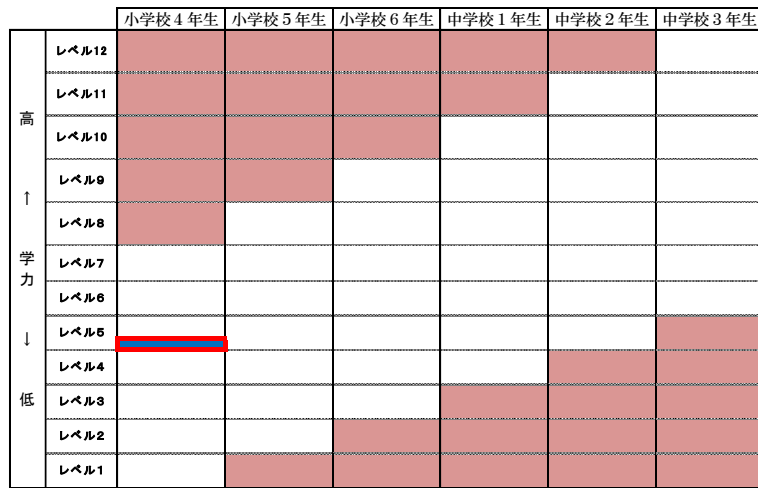 小学校４年生 小学校５年生 小学校６年生 中学校１年生 中学校２年生 中学校３年生
高
↑
学
力
↓
低
レベル12
レベル11
レベル10
レベル9
レベル8
レベル7
レベル6
レベル5
レベル4
レベル3
レベル2
レベル1